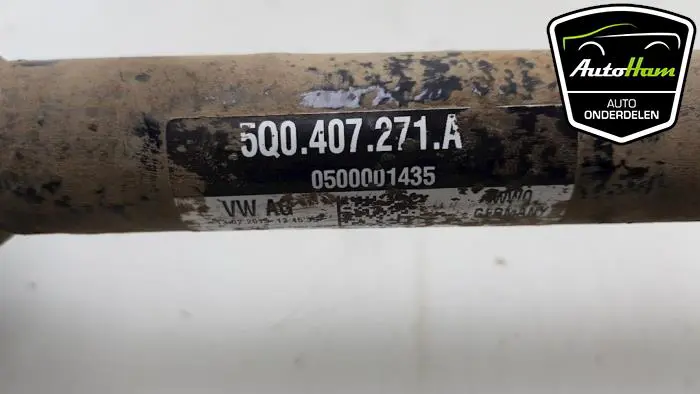 AutoHam
AUTO
ONDERDELEN
5Q0.407.271.A
0500001435
VW AG
GERMANY